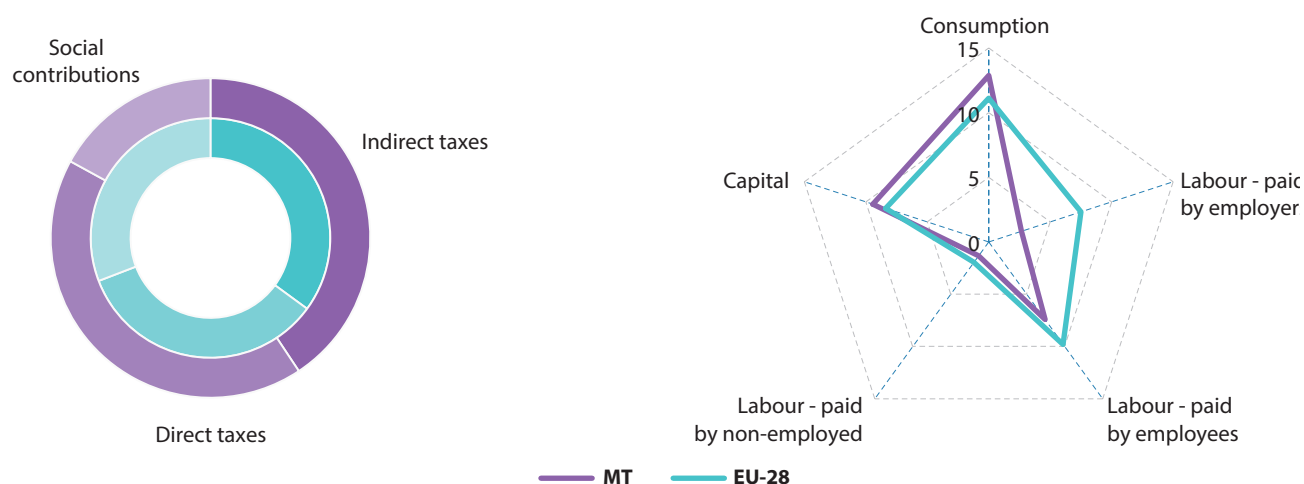 Social
contributions
Indirect taxes
Direct taxes
Consumption
15
10
5
0
Capital
Labour - paid
by employer
Labour - paid
by non-employed
Labour - paid
by employees
MT
EU-28